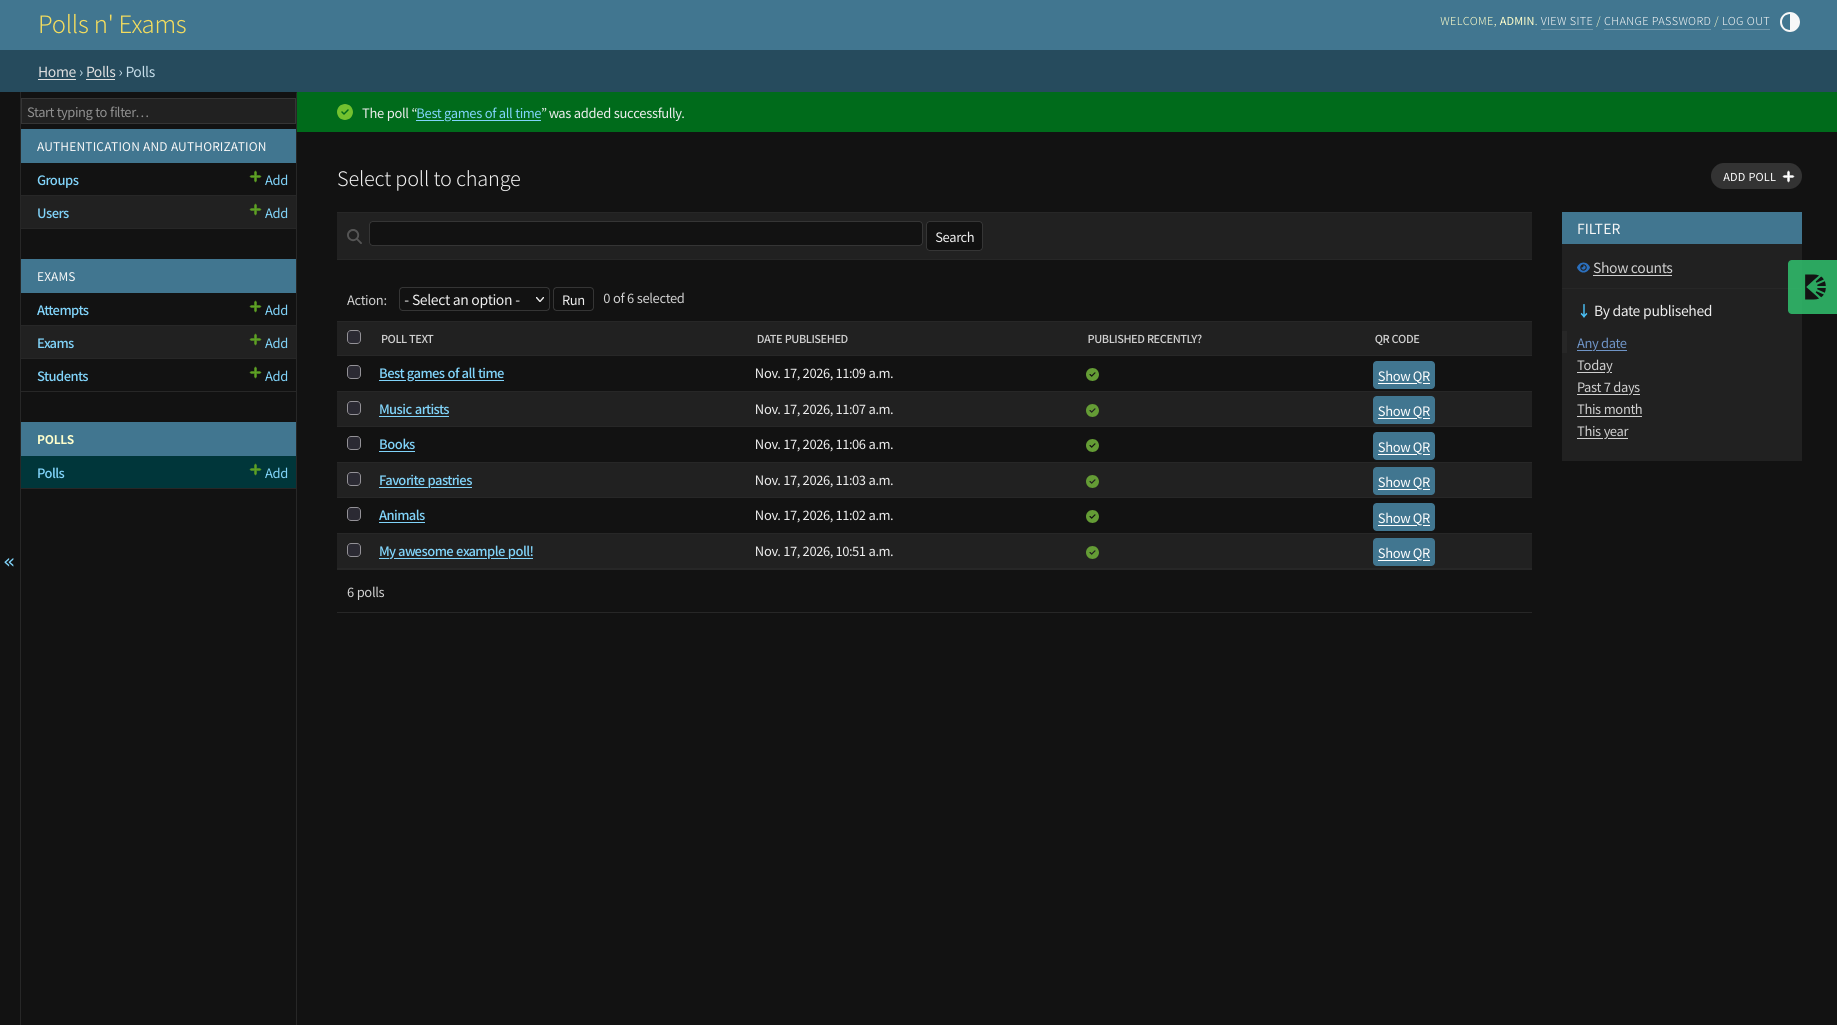 Polls n' Exams
WELCOME, ADMIN. VIEW SITE / CHANGE PASSWORD / LOG OUT
Home › Polls › Polls
Start typing to filter…
AUTHENTICATION AND AUTHORIZATION
Groups Add
Users Add
EXAMS
Attempts Add
Exams Add
Students Add
POLLS
Polls Add
«
The poll “Best games of all time” was added successfully.
Select poll to change
ADD POLL
Search
Action: - Select an option - Run 0 of 6 selected
POLL TEXT DATE PUBLISEHED PUBLISHED RECENTLY? QR CODE
Best games of all time Nov. 17, 2026, 11:09 a.m. Show QR
Music artists Nov. 17, 2026, 11:07 a.m. Show QR
Books Nov. 17, 2026, 11:06 a.m. Show QR
Favorite pastries Nov. 17, 2026, 11:03 a.m. Show QR
Animals Nov. 17, 2026, 11:02 a.m. Show QR
My awesome example poll! Nov. 17, 2026, 10:51 a.m. Show QR
6 polls
FILTER
Show counts
↓ By date publisehed
Any date
Today
Past 7 days
This month
This year